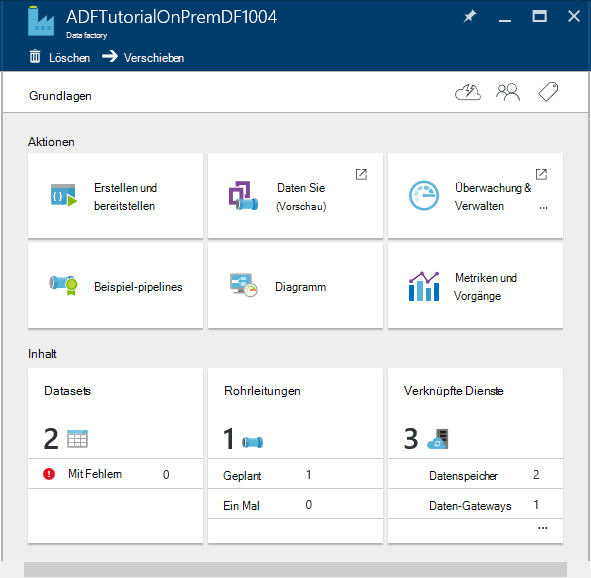 ADFTutorialOnPremDF1004
Data factory
Löschen Verschieben
Grundlagen
Aktionen
Erstellen und
bereitstellen
Daten Sie
(Vorschau)
Überwachung &
Verwalten
...
Beispiel-pipelines
Diagramm
Metriken und
Vorgänge
Inhalt
Datasets
2
Mit Fehlern 0
Rohrleitungen
1
Geplant 1
Ein Mal 0
Verknüpfte Dienste
3
Datenspeicher 2
Daten-Gateways 1
...